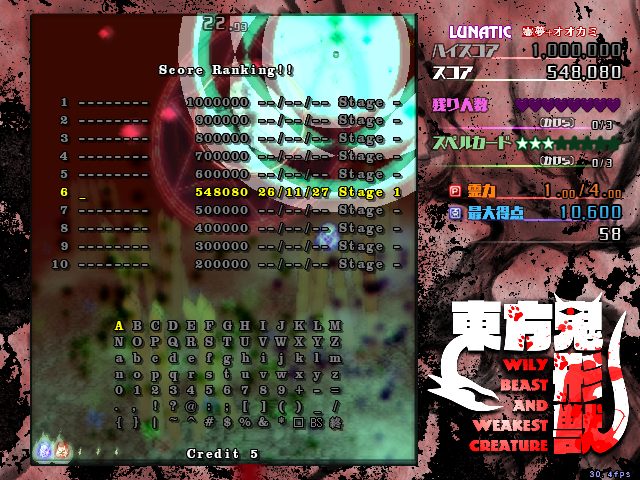 22.93
Score Ranking!!
1 -------- 1000000 --/--/-- Stage -
2 -------- 900000 --/--/-- Stage -
3 -------- 800000 --/--/-- Stage -
4 -------- 700000 --/--/-- Stage -
5 -------- 600000 --/--/-- Stage -
6 _ 548080 26/11/27 Stage 1
7 -------- 500000 --/--/-- Stage -
8 -------- 400000 --/--/-- Stage -
9 -------- 300000 --/--/-- Stage -
10 -------- 200000 --/--/-- Stage -
A B C D E F G H I J K L M
N O P Q R S T U V W X Y Z
a b c d e f g h i j k l m
n o p q r s t u v w x y z
0 1 2 3 4 5 6 7 8 9 + - =
. , ! ? @ : ; [ ] ( ) _ /
{ } | ~ ^ # $ % & * □ BS 終
Credit 5
LUNATIC 霊夢+オオカミ
ハイスコア 1,000,000
スコア 548,080
残り人数
(かけら) 0/3
スペルカード ★★★
(かけら) 0/3
P 霊力 1.00/4.00
最大得点 10,600
58
東方鬼形獣
WILY
BEAST
AND
WEAKEST
CREATURE
30.4fps